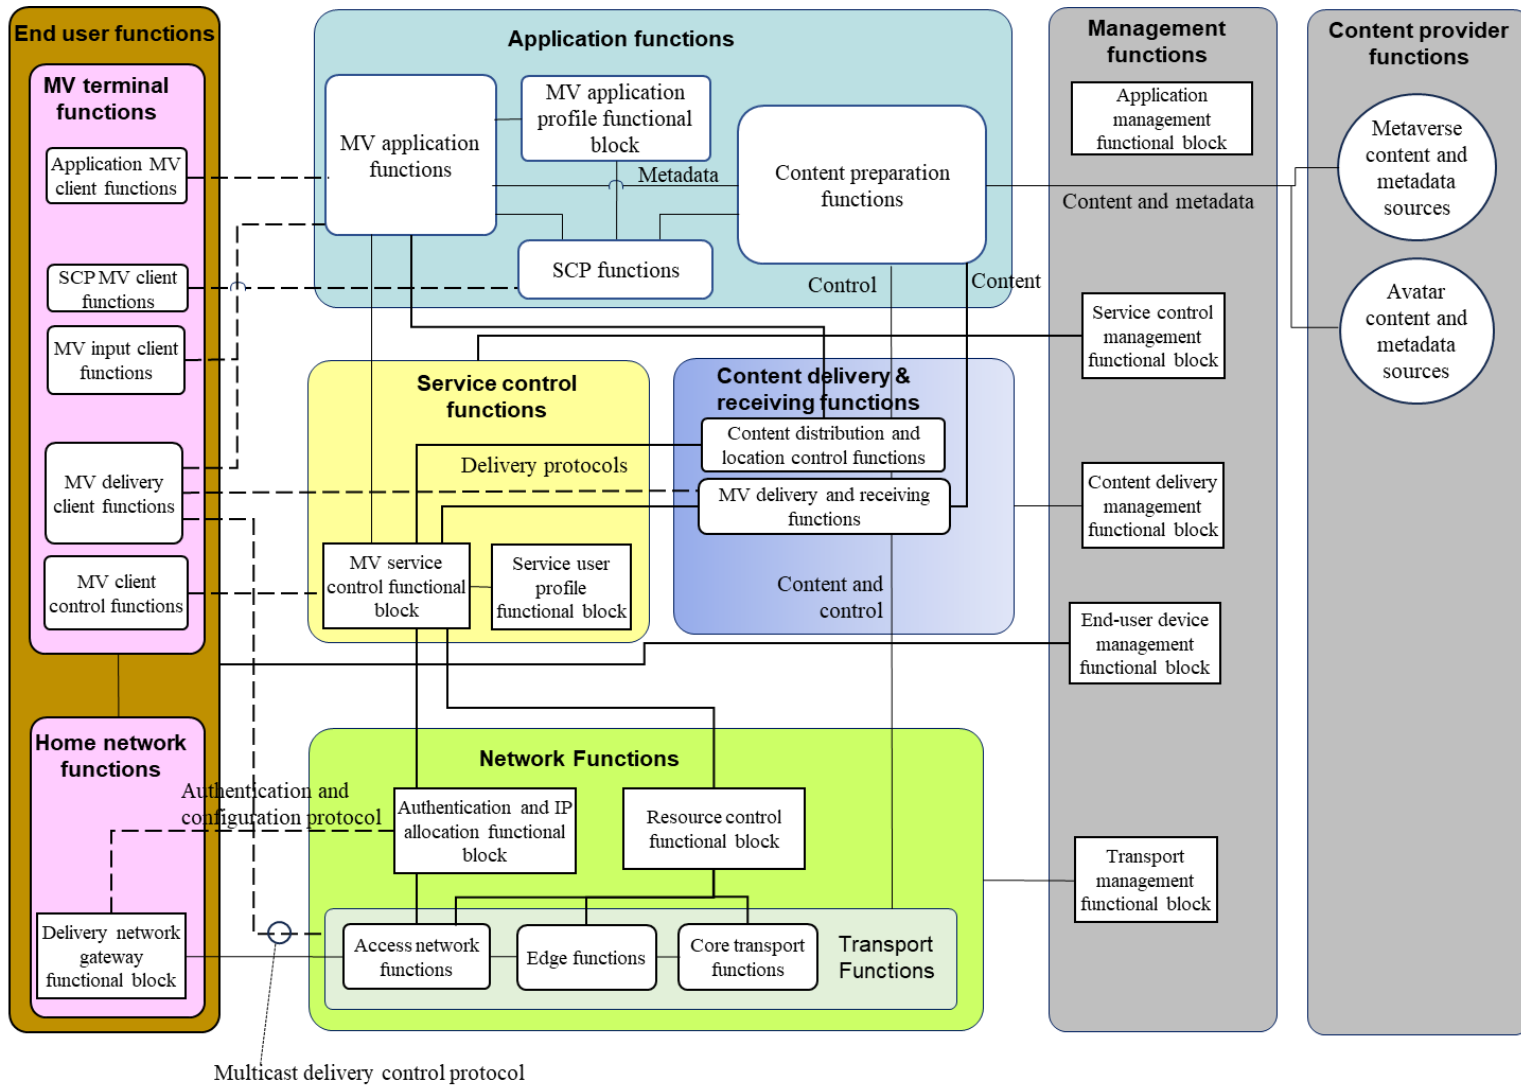 End user functions
MV terminal
functions
Application MV
client functions
SCP MV client
functions
MV input client
functions
MV delivery
client functions
MV client
control functions
Home network
functions
Delivery network
gateway
functional block
Application functions
MV application
functions
MV application
profile functional
block
Metadata
Content preparation
functions
SCP functions
Control
Content
Service control
functions
Delivery protocols
MV service
control functional
block
Service user
profile
functional block
Content delivery &
receiving functions
Content distribution and
location control functions
MV delivery and receiving
functions
Content and
control
Network Functions
Authentication and
configuration protocol
Authentication and IP
allocation functional
block
Resource control
functional block
Access network
functions
Edge functions
Core transport
functions
Transport
Functions
Multicast delivery control protocol
Management
functions
Application
management
functional block
Content and metadata
Service control
management
functional block
Content delivery
management
functional block
End-user device
management
functional block
Transport
management
functional block
Content provider
functions
Metaverse
content and
metadata
sources
Avatar
content and
metadata
sources